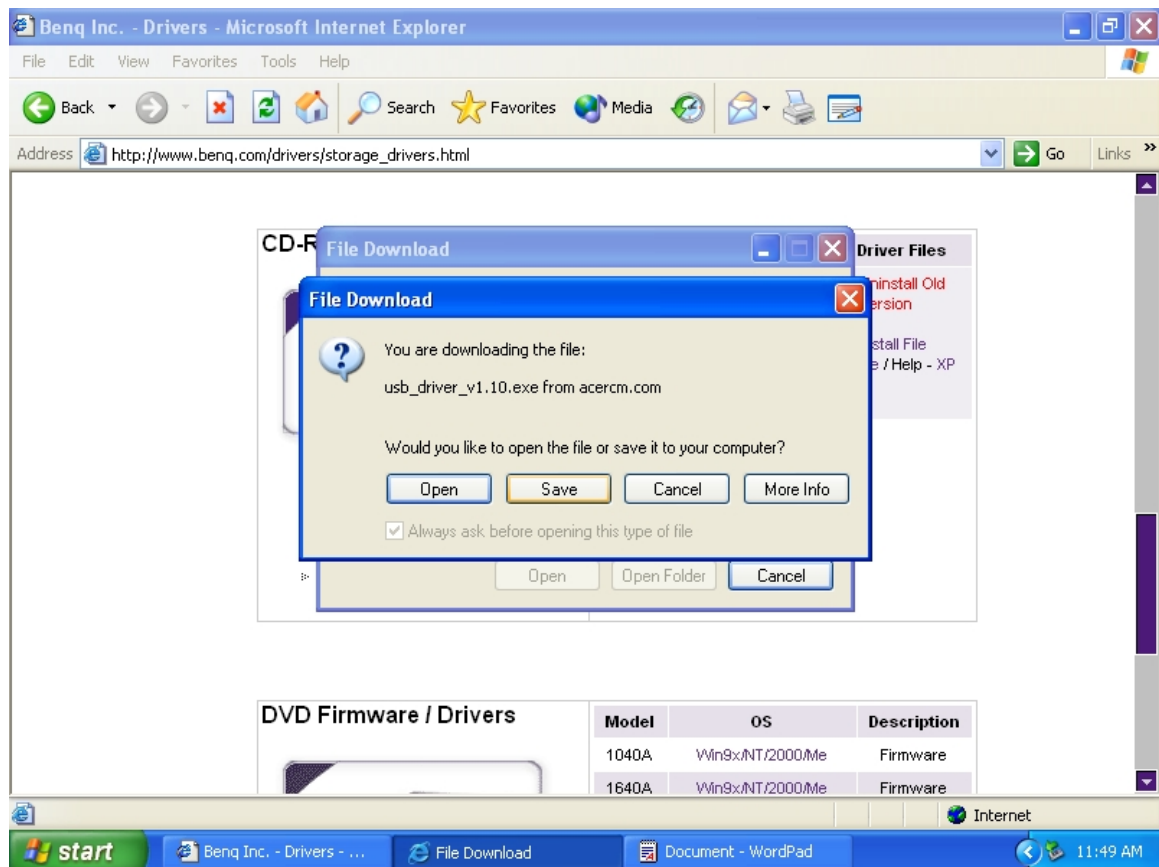 Benq Inc. - Drivers - Microsoft Internet Explorer
File Edit View Favorites Tools Help
Back Search Favorites Media
Address http://www.benq.com/drivers/storage_drivers.html Go Links »
CD-R
File Download
Driver Files
File Download
ninstall Old
ersion
You are downloading the file:
stall File
e / Help - XP
usb_driver_v1.10.exe from acercm.com
Would you like to open the file or save it to your computer?
Open Save Cancel More Info
Always ask before opening this type of file
Open Open Folder Cancel
DVD Firmware / Drivers
Model OS Description
1040A Win9x/NT/2000/Me Firmware
1640A Win9x/NT/2000/Me Firmware
Internet
start Benq Inc. - Drivers - ... File Download Document - WordPad 11:49 AM